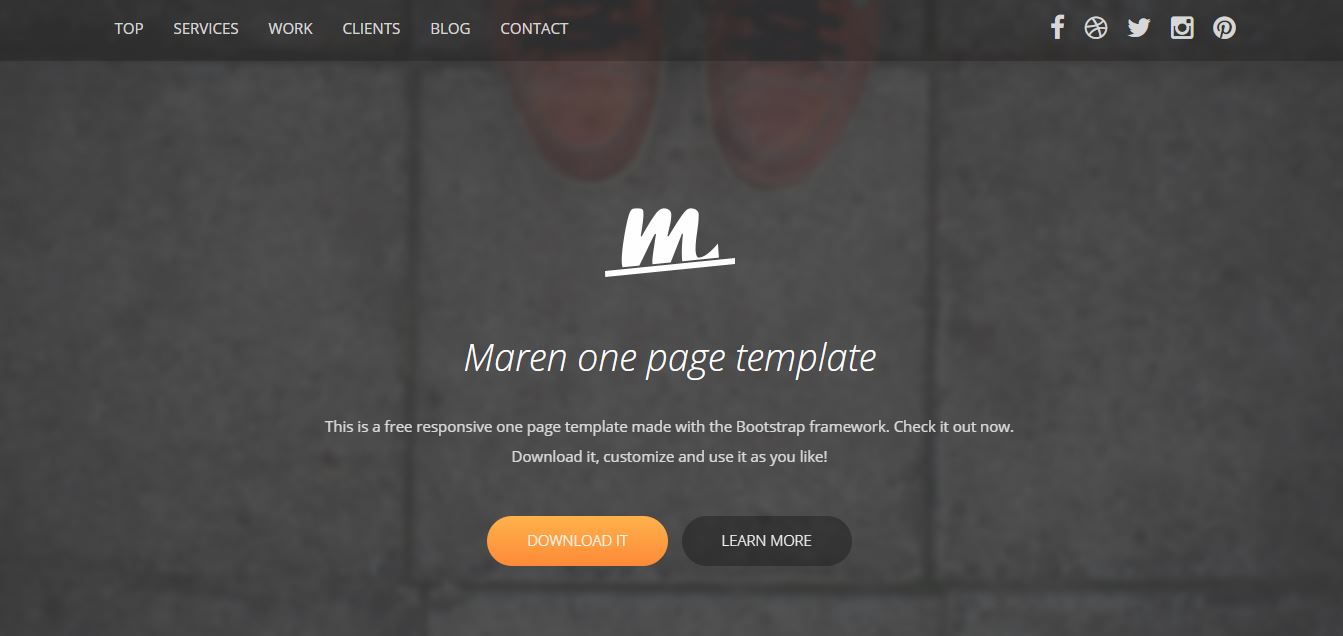 TOP SERVICES WORK CLIENTS BLOG CONTACT
m
Maren one page template
This is a free responsive one page template made with the Bootstrap framework. Check it out now.
Download it, customize and use it as you like!
DOWNLOAD IT LEARN MORE